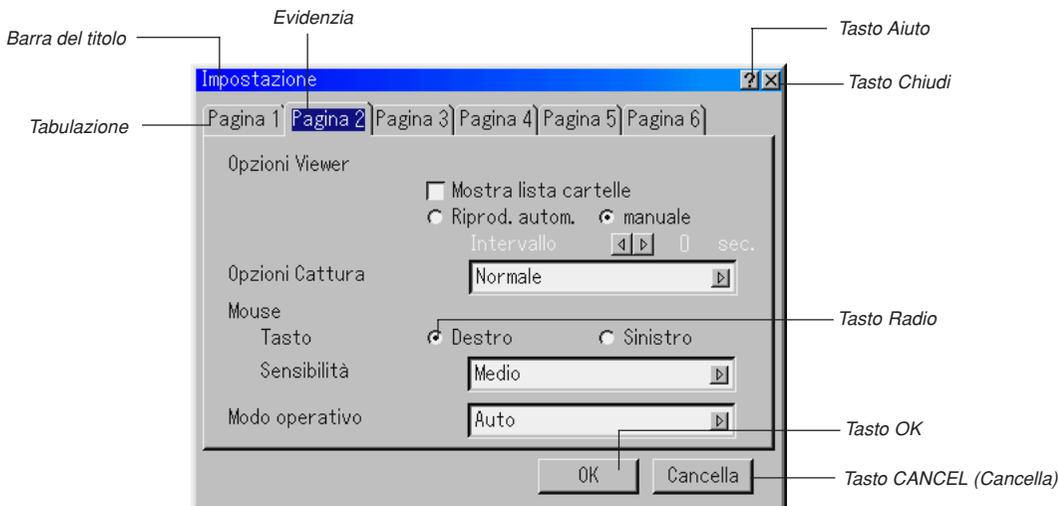 Evidenzia
Barra del titolo
Tasto Aiuto
Impostazione
?
Tasto Chiudi
Tabulazione
Pagina 1 Pagina 2 Pagina 3 Pagina 4 Pagina 5 Pagina 6
Opzioni Viewer
Mostra lista cartelle
Riprod. autom. manuale
Intervallo 0 sec.
Opzioni Cattura Normale
Mouse
Tasto Destro Sinistro
Tasto Radio
Sensibilità Medio
Modo operativo Auto
Tasto OK
OK Cancella
Tasto CANCEL (Cancella)